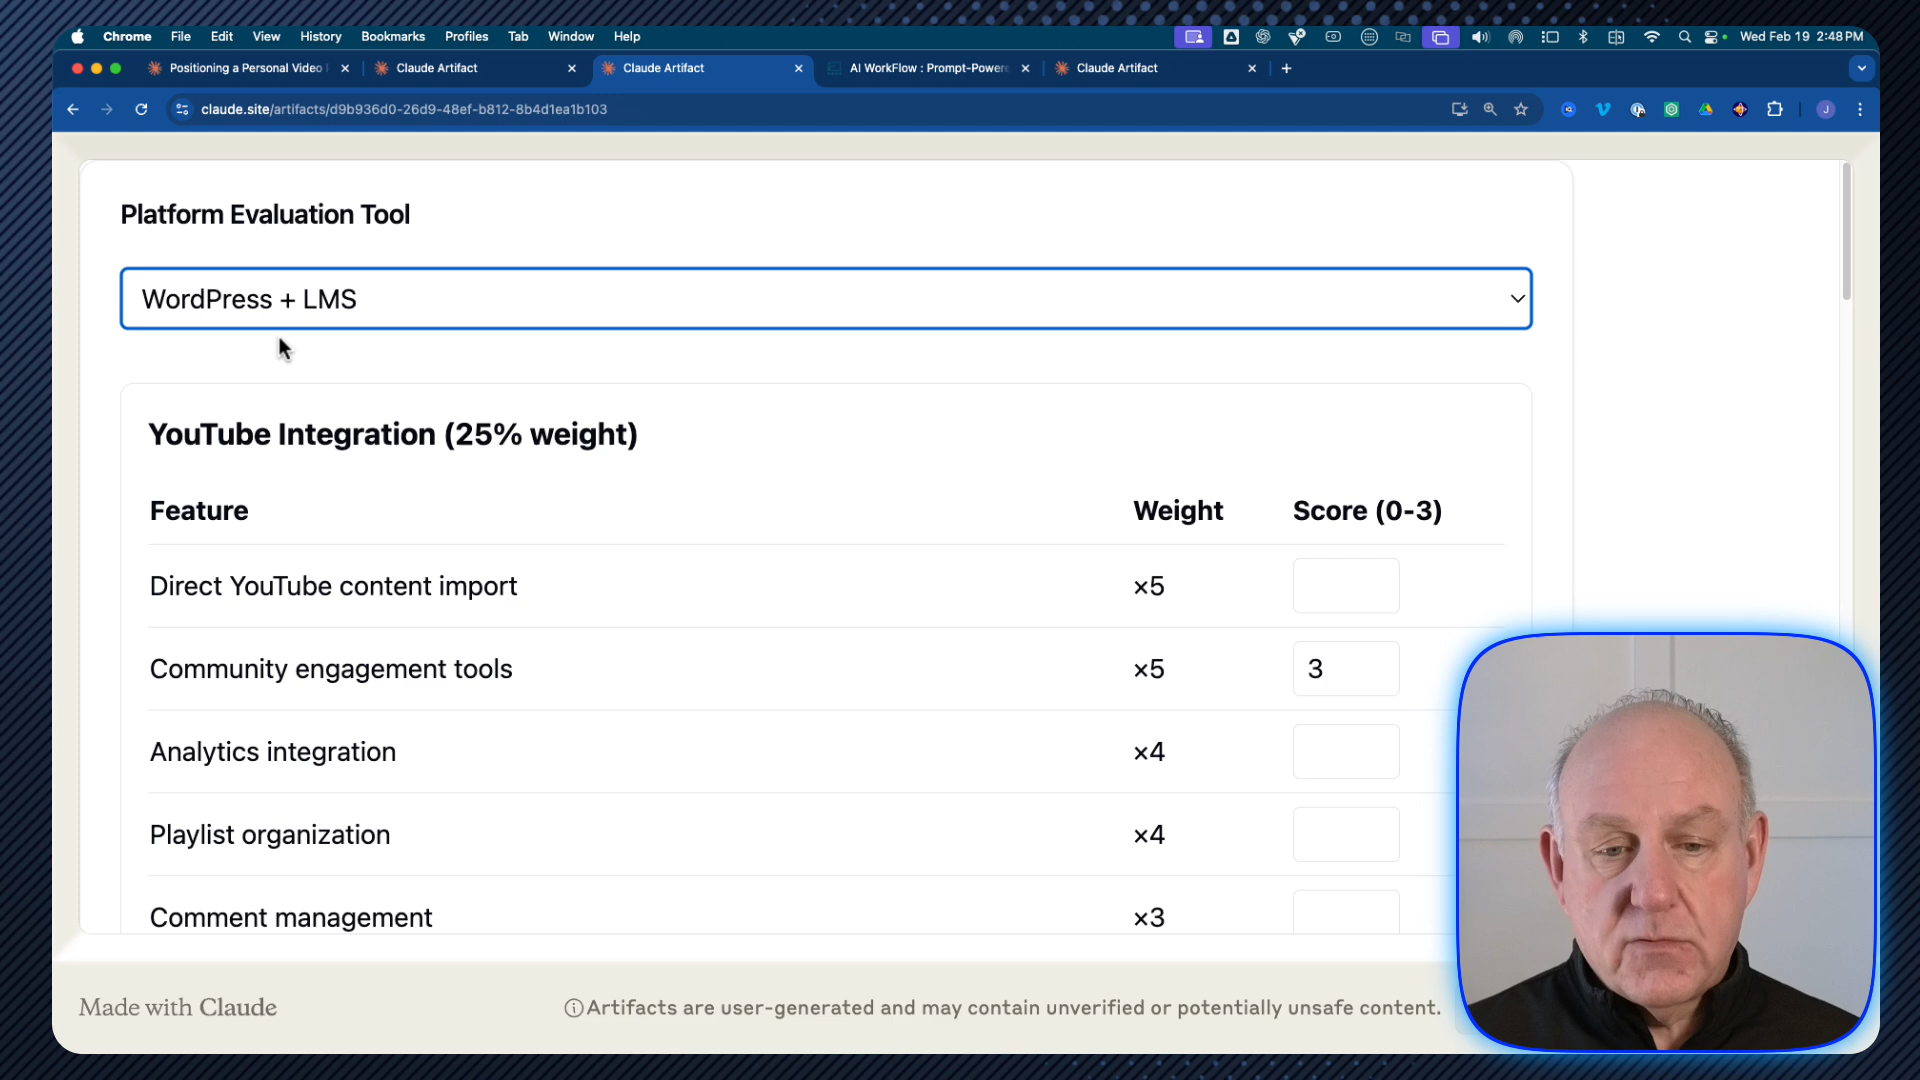 Chrome File Edit View History Bookmarks Profiles Tab Window Help Wed Feb 19 2:48 PM
Positioning a Personal Video Claude Artifact Claude Artifact AI WorkFlow : Prompt-Power Claude Artifact
claude.site/artifacts/d9b936d0-26d9-48ef-b812-8b4d1ea1b103 J
Platform Evaluation Tool
WordPress + LMS
YouTube Integration (25% weight)
Feature Weight Score (0-3)
Direct YouTube content import ×5
Community engagement tools ×5 3
Analytics integration ×4
Playlist organization ×4
Comment management ×3
Made with Claude Artifacts are user-generated and may contain unverified or potentially unsafe content.